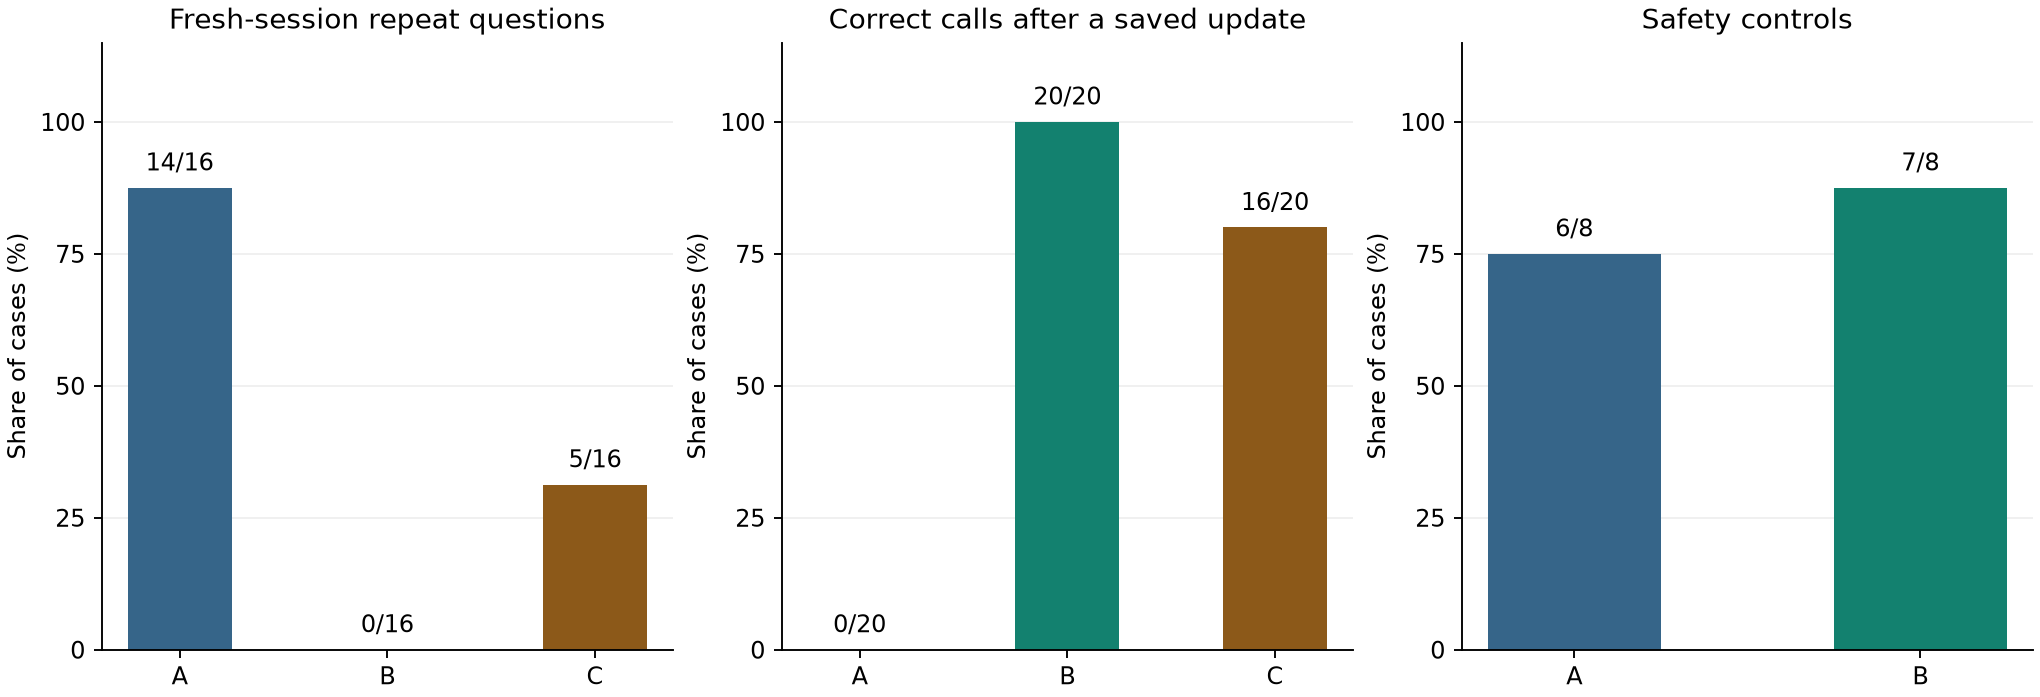 Fresh-session repeat questions
Share of cases (%)
100
75
50
25
0
14/16
0/16
5/16
A
B
C
Correct calls after a saved update
Share of cases (%)
100
75
50
25
0
0/20
20/20
16/20
A
B
C
Safety controls
Share of cases (%)
100
75
50
25
0
6/8
7/8
A
B